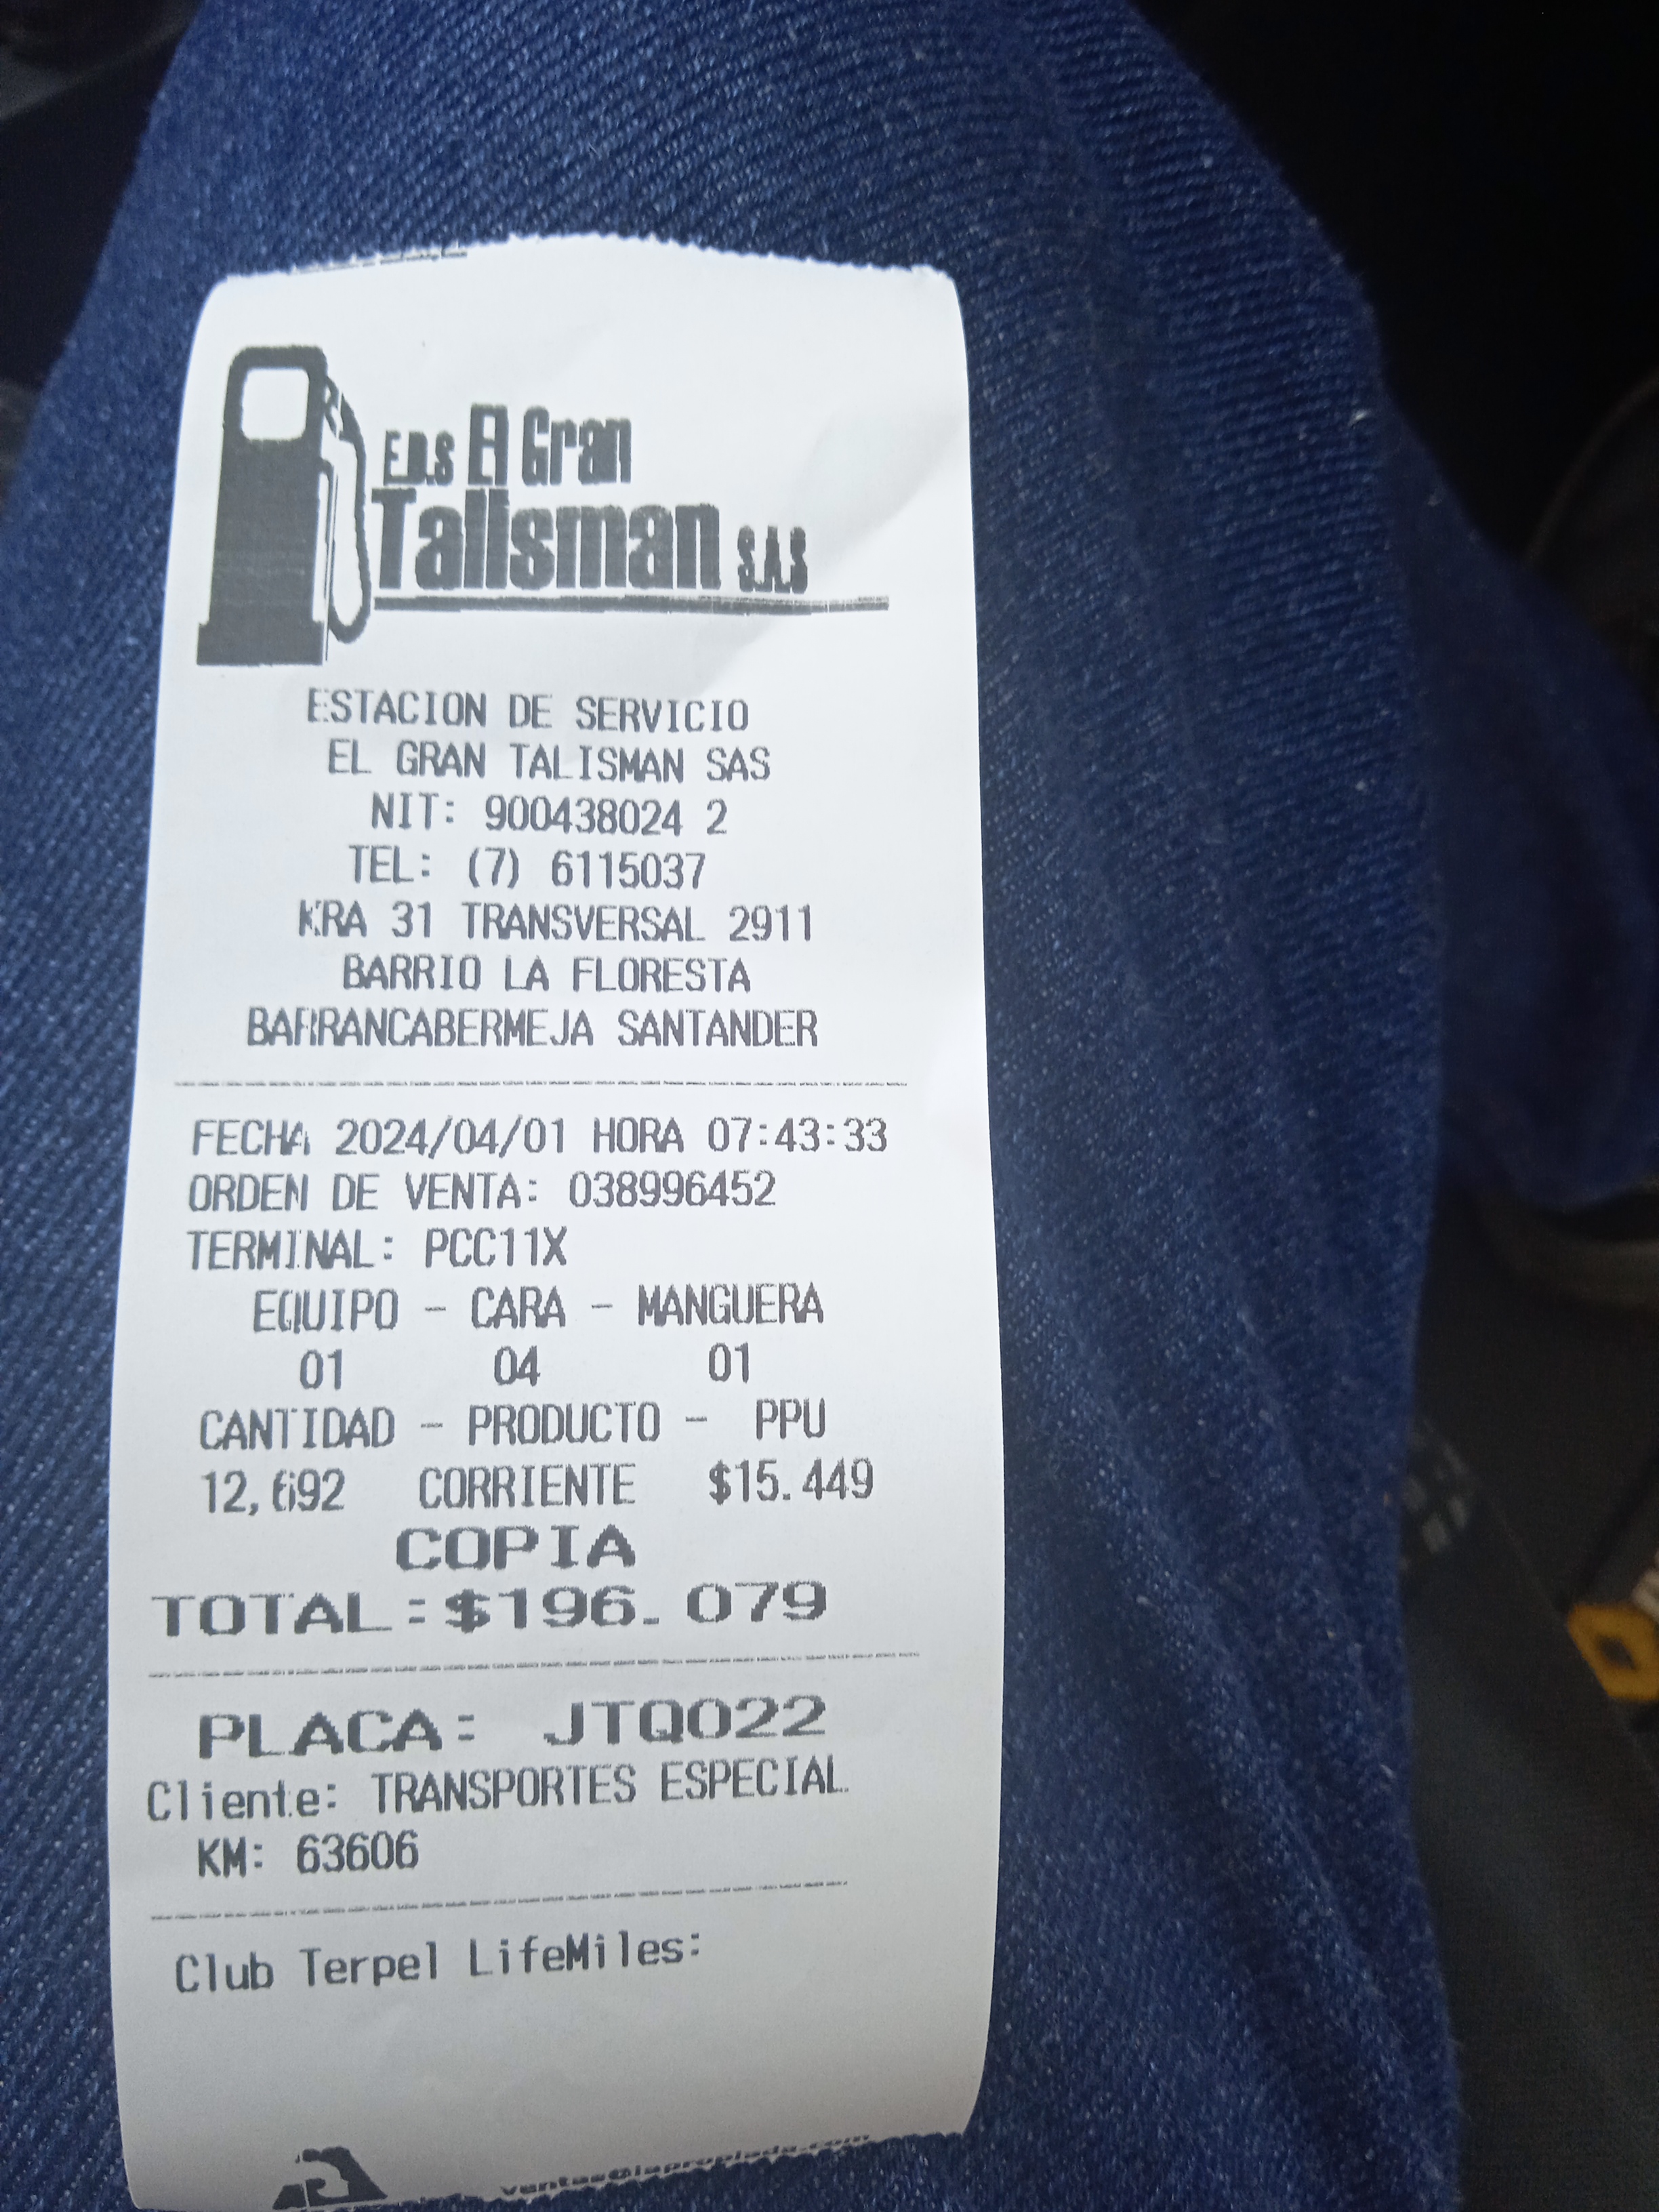 E.D.S El Gran
Talisman S.A.S
ESTACION DE SERVICIO
EL GRAN TALISMAN SAS
NIT: 900438024 2
TEL: (7) 6115037
KRA 31 TRANSVERSAL 2911
BARRIO LA FLORESTA
BARRANCABERMEJA SANTANDER
FECHA 2024/04/01 HORA 07:43:33
ORDEN DE VENTA: 038996452
TERMINAL: PCC11X
EQUIPO - CARA - MANGUERA
01 04 01
CANTIDAD - PRODUCTO - PPU
12,692 CORRIENTE $15.449
COPIA
TOTAL:$196.079
PLACA: JTQ022
Cliente: TRANSPORTES ESPECIAL
KM: 63606
Club Terpel LifeMiles:
ventas@iapropiada.com